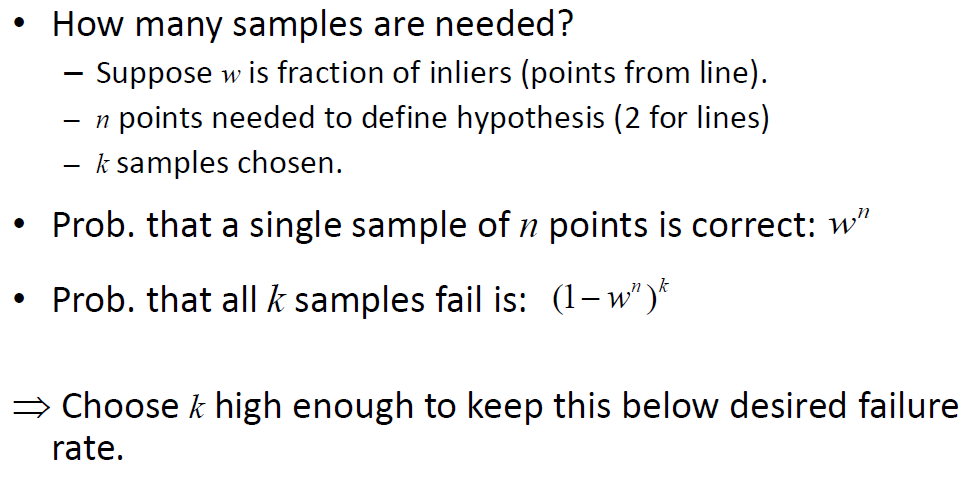 • How many samples are needed?
– Suppose w is fraction of inliers (points from line).
– n points needed to define hypothesis (2 for lines)
– k samples chosen.
• Prob. that a single sample of n points is correct: wⁿ
• Prob. that all k samples fail is: (1 – wⁿ)ᵏ
⇒ Choose k high enough to keep this below desired failure
rate.